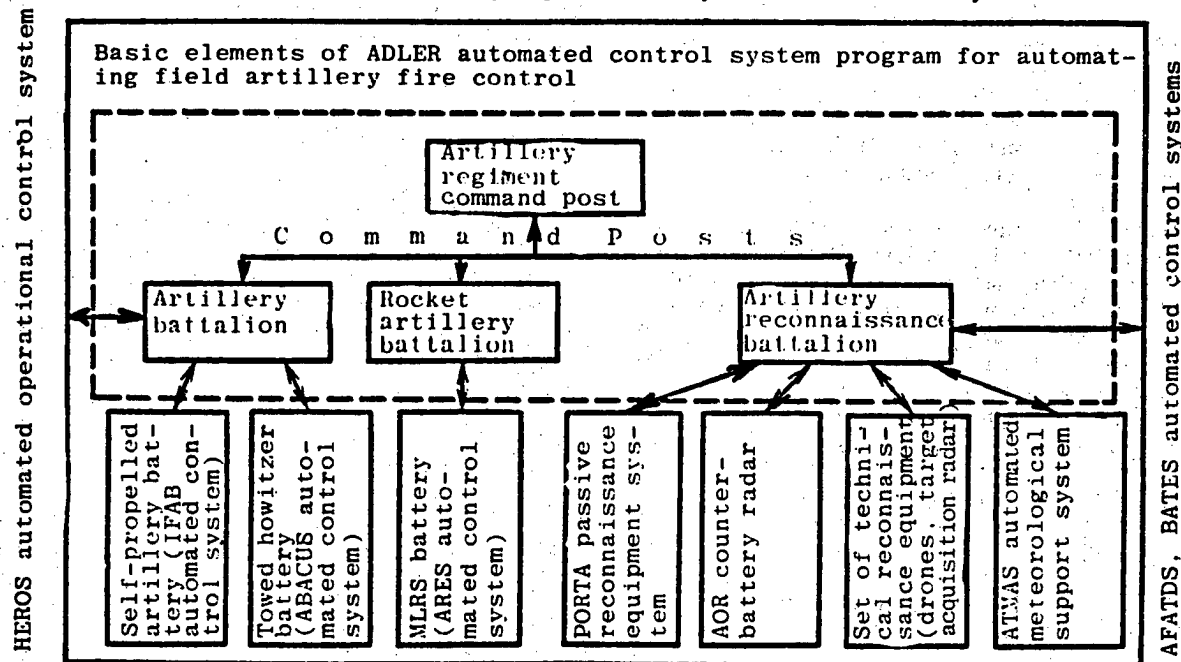 HEROS automated operational control system
Basic elements of ADLER automated control system program for automat-
ing field artillery fire control
Artillery
regiment
command post
Command Posts
Artillery
battalion
Rocket
artillery
battalion
Artillery
reconnaissance
battalion
Self-propelled
artillery bat-
tery (IFAB
automated con-
trol system)
Towed howitzer
battery
(ABACUS auto-
mated control
system)
MLRS battery
(ARES auto-
mated control
system)
PORTA passive
reconnaissance
equipment sys-
tem
AOR counter-
battery radar
Set of techni-
cal reconnais-
sance equipment
(drones, target
acquisition radar)
ATMAS automated
meteorological
support system
AFATDS, BATES automated control systems